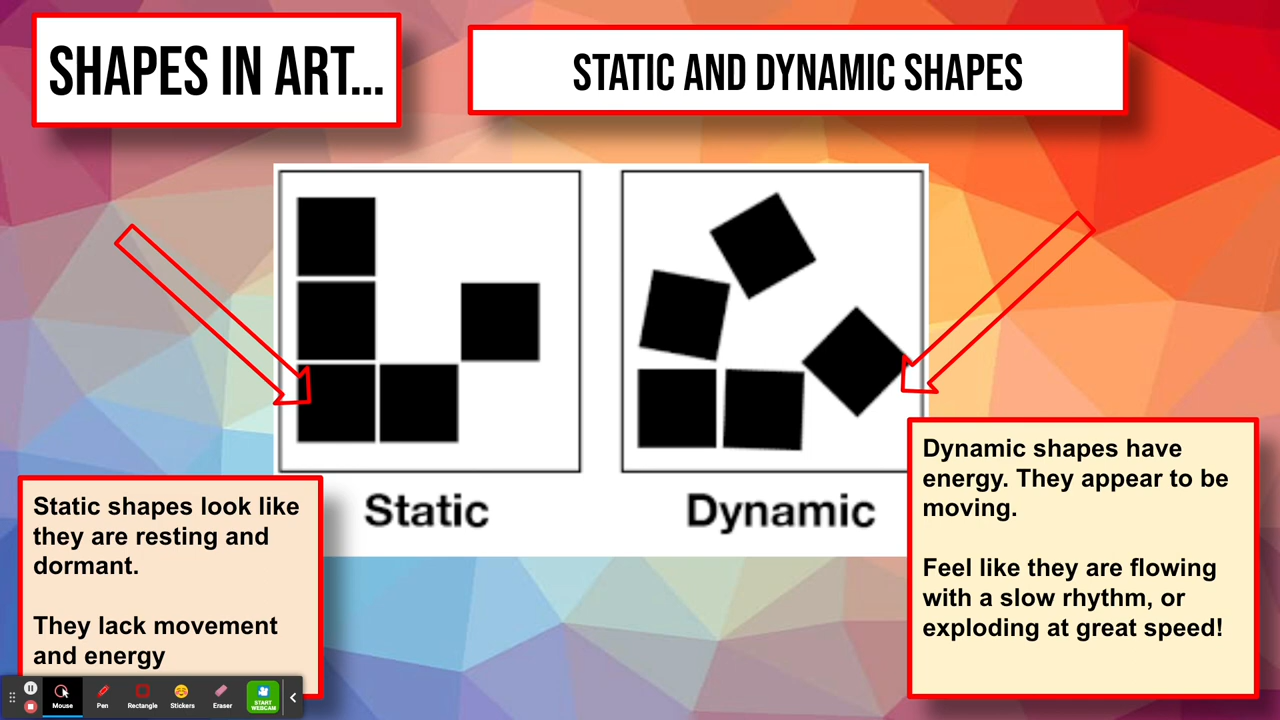 SHAPES IN ART...
STATIC AND DYNAMIC SHAPES
Static
Dynamic
Static shapes look like
they are resting and
dormant.
They lack movement
and energy
Dynamic shapes have
energy. They appear to be
moving.
Feel like they are flowing
with a slow rhythm, or
exploding at great speed!
Mouse
Pen
Rectangle
Stickers
Eraser
START
WEBCAM